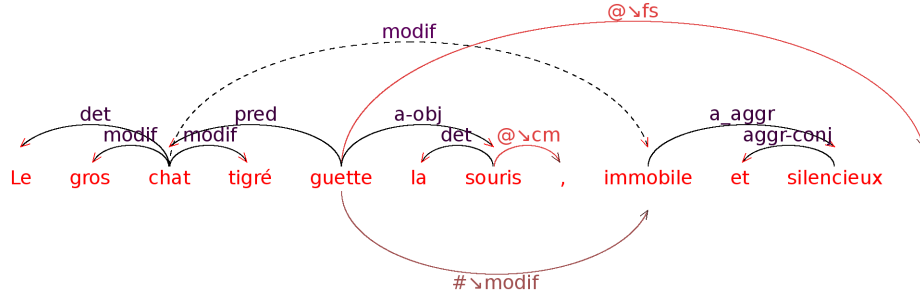 @↘fs
modif
det pred a-obj a_aggr
modif modif det @↘cm aggr-conj
Le gros chat tigré guette la souris , immobile et silencieux
#↘modif